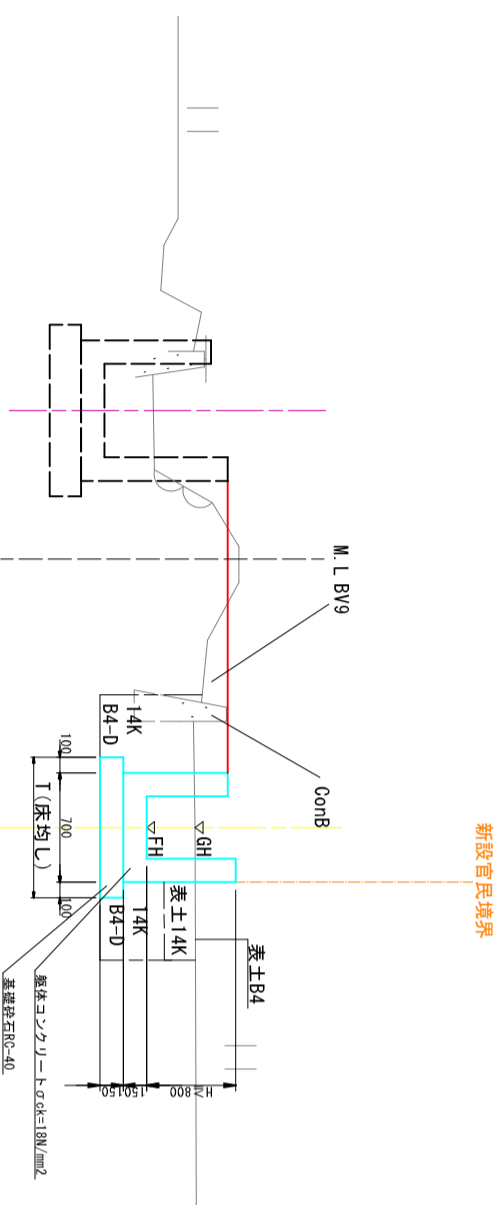 新設官民境界
M.L BV9
ConB
14K
B4-D
GH
FH
表土B4
表土14K
14K
B4-D
100
700
100
T(床均し)
H≦800
150
150
躯体コンクリートσck=18N/mm2
基礎砕石RC-40